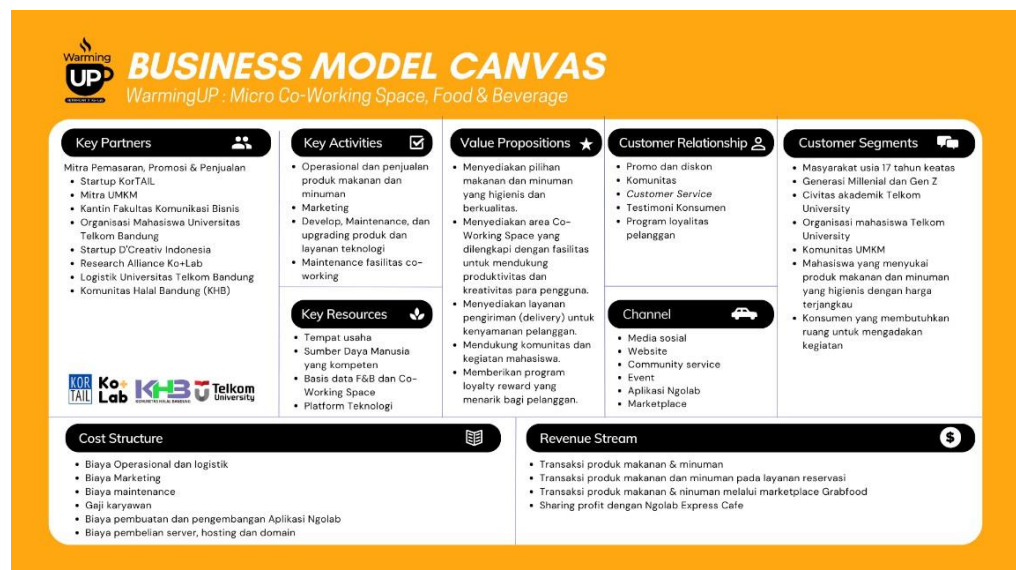 Warming
UP
BUSINESS MODEL CANVAS
WarmingUP : Micro Co-Working Space, Food & Beverage
Key Partners
Mitra Pemasaran, Promosi & Penjualan
• Startup KorTAIL
• Mitra UMKM
• Kantin Fakultas Komunikasi Bisnis
• Organisasi Mahasiswa Universitas
Telkom Bandung
• Startup D'Creativ Indonesia
• Research Alliance Ko+Lab
• Logistik Universitas Telkom Bandung
• Komunitas Halal Bandung (KHB)
KOR
TAIL
Ko+
Lab
KHB
KOMUNITAS HALAL BANDUNG
Telkom
University
Key Activities
• Operasional dan penjualan
produk makanan dan
minuman
• Marketing
• Develop, Maintenance, dan
upgrading produk dan
layanan teknologi
• Maintenance fasilitas co-
working
Key Resources
• Tempat usaha
• Sumber Daya Manusia
yang kompeten
• Basis data F&B dan Co-
Working Space
• Platform Teknologi
Value Propositions
• Menyediakan pilihan
makanan dan minuman
yang higienis dan
berkualitas.
• Menyediakan area Co-
Working Space yang
dilengkapi dengan fasilitas
untuk mendukung
produktivitas dan
kreativitas para pengguna.
• Menyediakan layanan
pengiriman (delivery) untuk
kenyamanan pelanggan.
• Mendukung komunitas dan
kegiatan mahasiswa.
• Memberikan program
loyalty reward yang
menarik bagi pelanggan.
Customer Relationship
• Promo dan diskon
• Komunitas
• Customer Service
• Testimoni Konsumen
• Program loyalitas
pelanggan
Channel
• Media sosial
• Website
• Community service
• Event
• Aplikasi Ngolab
• Marketplace
Customer Segments
• Masyarakat usia 17 tahun keatas
• Generasi Millenial dan Gen Z
• Civitas akademik Telkom
University
• Organisasi mahasiswa Telkom
University
• Komunitas UMKM
• Mahasiswa yang menyukai
produk makanan dan minuman
yang higienis dengan harga
terjangkau
• Konsumen yang membutuhkan
ruang untuk mengadakan
kegiatan
Cost Structure
• Biaya Operasional dan logistik
• Biaya Marketing
• Biaya maintenance
• Gaji karyawan
• Biaya pembuatan dan pengembangan Aplikasi Ngolab
• Biaya pembelian server, hosting dan domain
Revenue Stream
$
• Transaksi produk makanan & minuman
• Transaksi produk makanan dan minuman pada layanan reservasi
• Transaksi produk makanan & ninuman melalui marketplace Grabfood
• Sharing profit dengan Ngolab Express Cafe